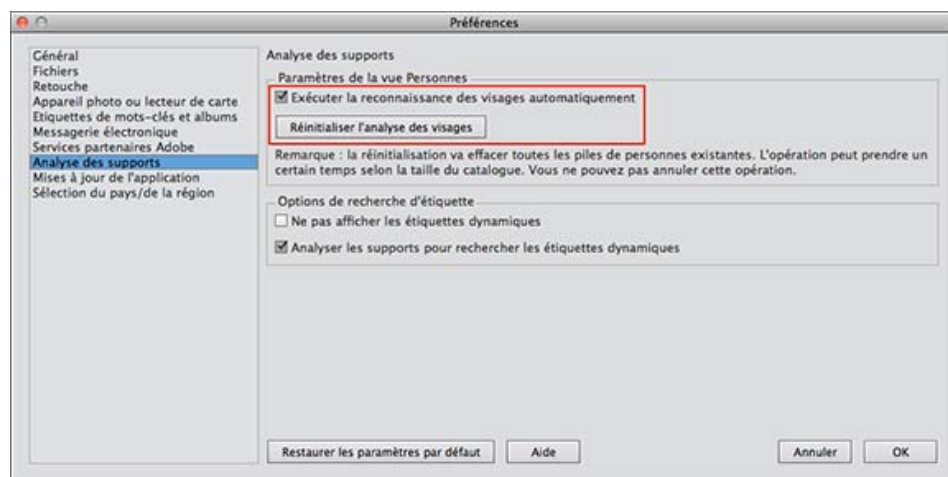 Préférences
Général
Fichiers
Retouche
Appareil photo ou lecteur de carte
Etiquettes de mots-clés et albums
Messagerie électronique
Services partenaires Adobe
Analyse des supports
Mises à jour de l'application
Sélection du pays/de la région
Analyse des supports
Paramètres de la vue Personnes
Exécuter la reconnaissance des visages automatiquement
Réinitialiser l'analyse des visages
Remarque : la réinitialisation va effacer toutes les piles de personnes existantes. L'opération peut prendre un
certain temps selon la taille du catalogue. Vous ne pouvez pas annuler cette opération.
Options de recherche d'étiquette
Ne pas afficher les étiquettes dynamiques
Analyser les supports pour rechercher les étiquettes dynamiques
Restaurer les paramètres par défaut
Aide
Annuler
OK